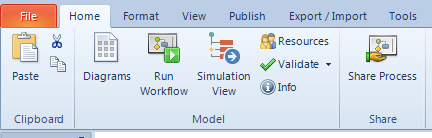 File Home Format View Publish Export / Import Tools
Paste
Diagrams
Run
Workflow
Simulation
View
Resources
Validate
Info
Share Process
Clipboard Model Share